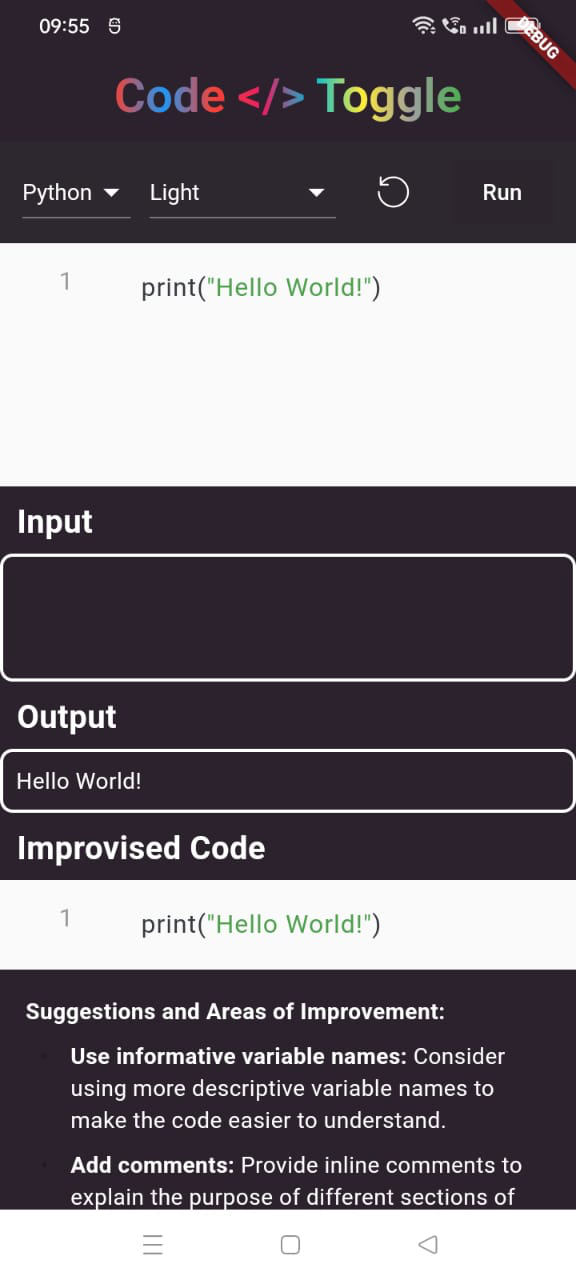 09:55
DEBUG
Code </> Toggle
Python Light Run
1 print("Hello World!")
Input
Output
Hello World!
Improvised Code
1 print("Hello World!")
Suggestions and Areas of Improvement:
Use informative variable names: Consider
using more descriptive variable names to
make the code easier to understand.
Add comments: Provide inline comments to
explain the purpose of different sections of